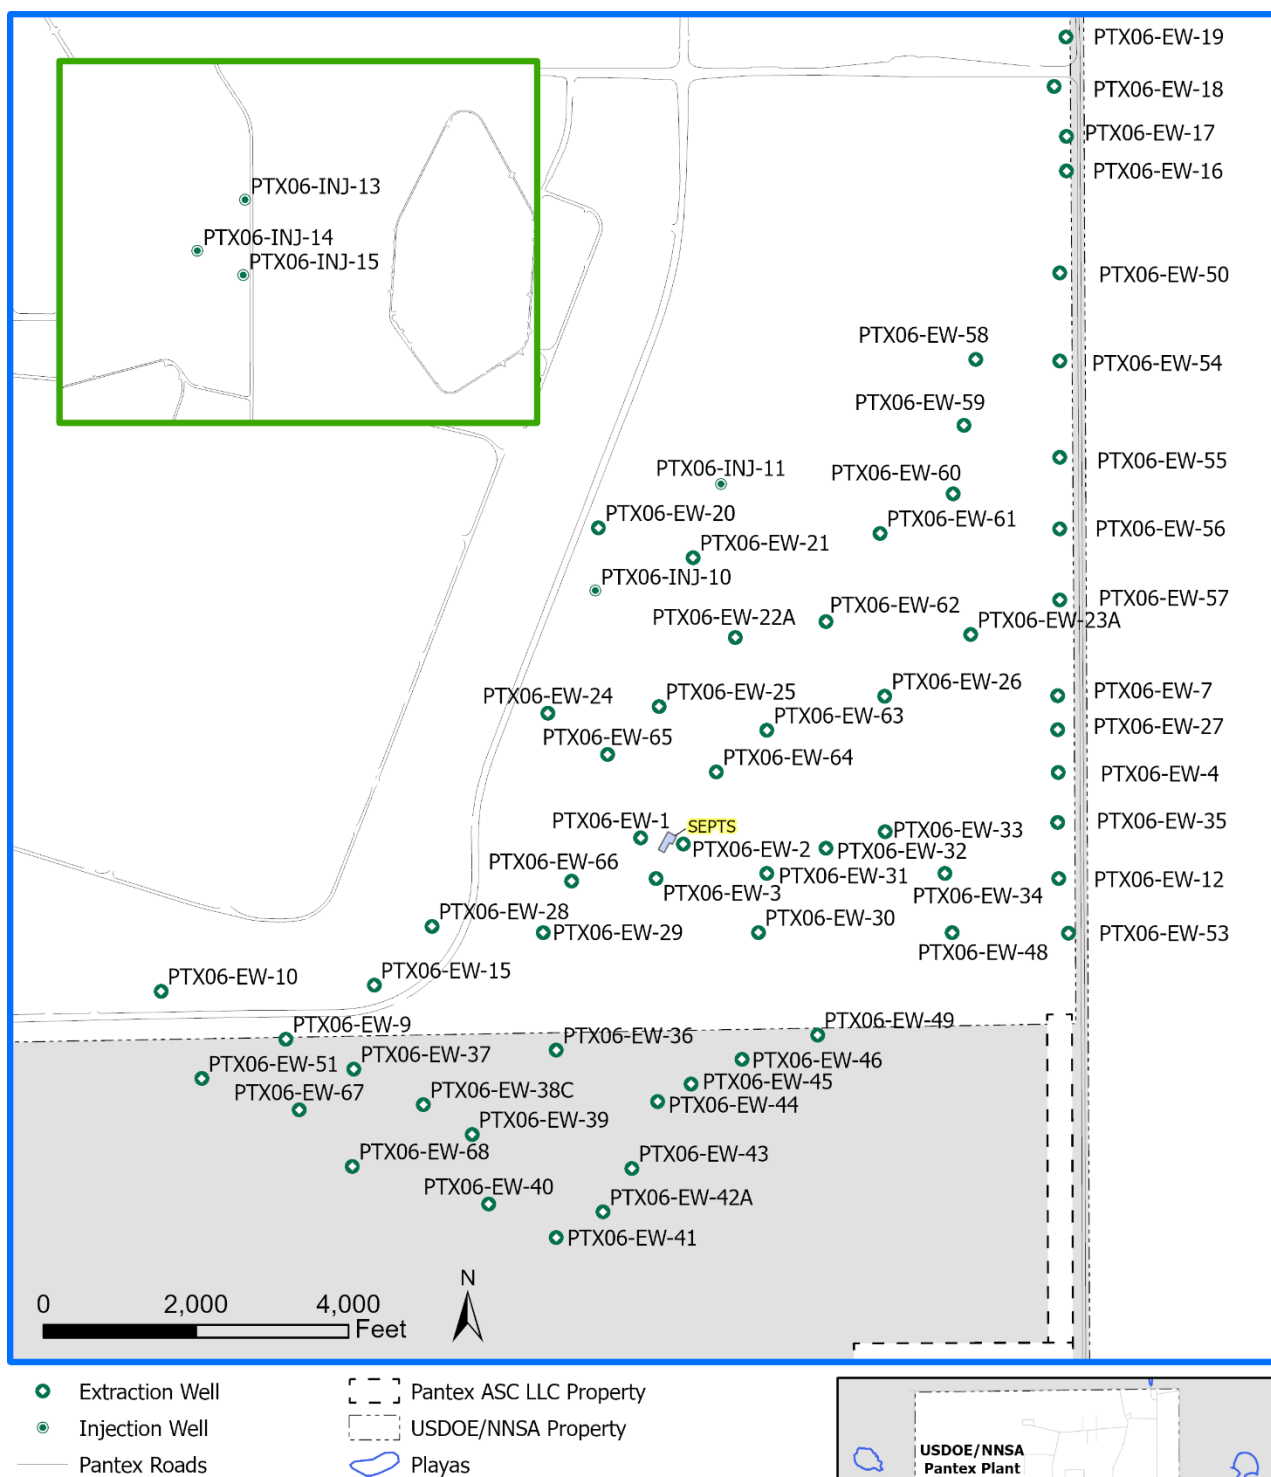 PTX06-EW-19
PTX06-EW-18
PTX06-EW-17
PTX06-EW-16
PTX06-INJ-13
PTX06-INJ-14
PTX06-INJ-15
PTX06-EW-50
PTX06-EW-58
PTX06-EW-54
PTX06-EW-59
PTX06-EW-55
PTX06-INJ-11
PTX06-EW-60
PTX06-EW-20
PTX06-EW-61
PTX06-EW-56
PTX06-EW-21
PTX06-INJ-10
PTX06-EW-57
PTX06-EW-62
PTX06-EW-22A
PTX06-EW-23A
PTX06-EW-26
PTX06-EW-7
PTX06-EW-24
PTX06-EW-25
PTX06-EW-63
PTX06-EW-27
PTX06-EW-65
PTX06-EW-64
PTX06-EW-4
PTX06-EW-1
SEPTS
PTX06-EW-33
PTX06-EW-35
PTX06-EW-2
PTX06-EW-32
PTX06-EW-66
PTX06-EW-3
PTX06-EW-31
PTX06-EW-34
PTX06-EW-12
PTX06-EW-28
PTX06-EW-29
PTX06-EW-30
PTX06-EW-48
PTX06-EW-53
PTX06-EW-10
PTX06-EW-15
PTX06-EW-9
PTX06-EW-36
PTX06-EW-49
PTX06-EW-51
PTX06-EW-37
PTX06-EW-46
PTX06-EW-67
PTX06-EW-38C
PTX06-EW-45
PTX06-EW-44
PTX06-EW-39
PTX06-EW-68
PTX06-EW-43
PTX06-EW-40
PTX06-EW-42A
PTX06-EW-41
N
0 2,000 4,000
Feet
Extraction Well
Pantex ASC LLC Property
Injection Well
USDOE/NNSA Property
Pantex Roads
Playas
USDOE/NNSA
Pantex Plant